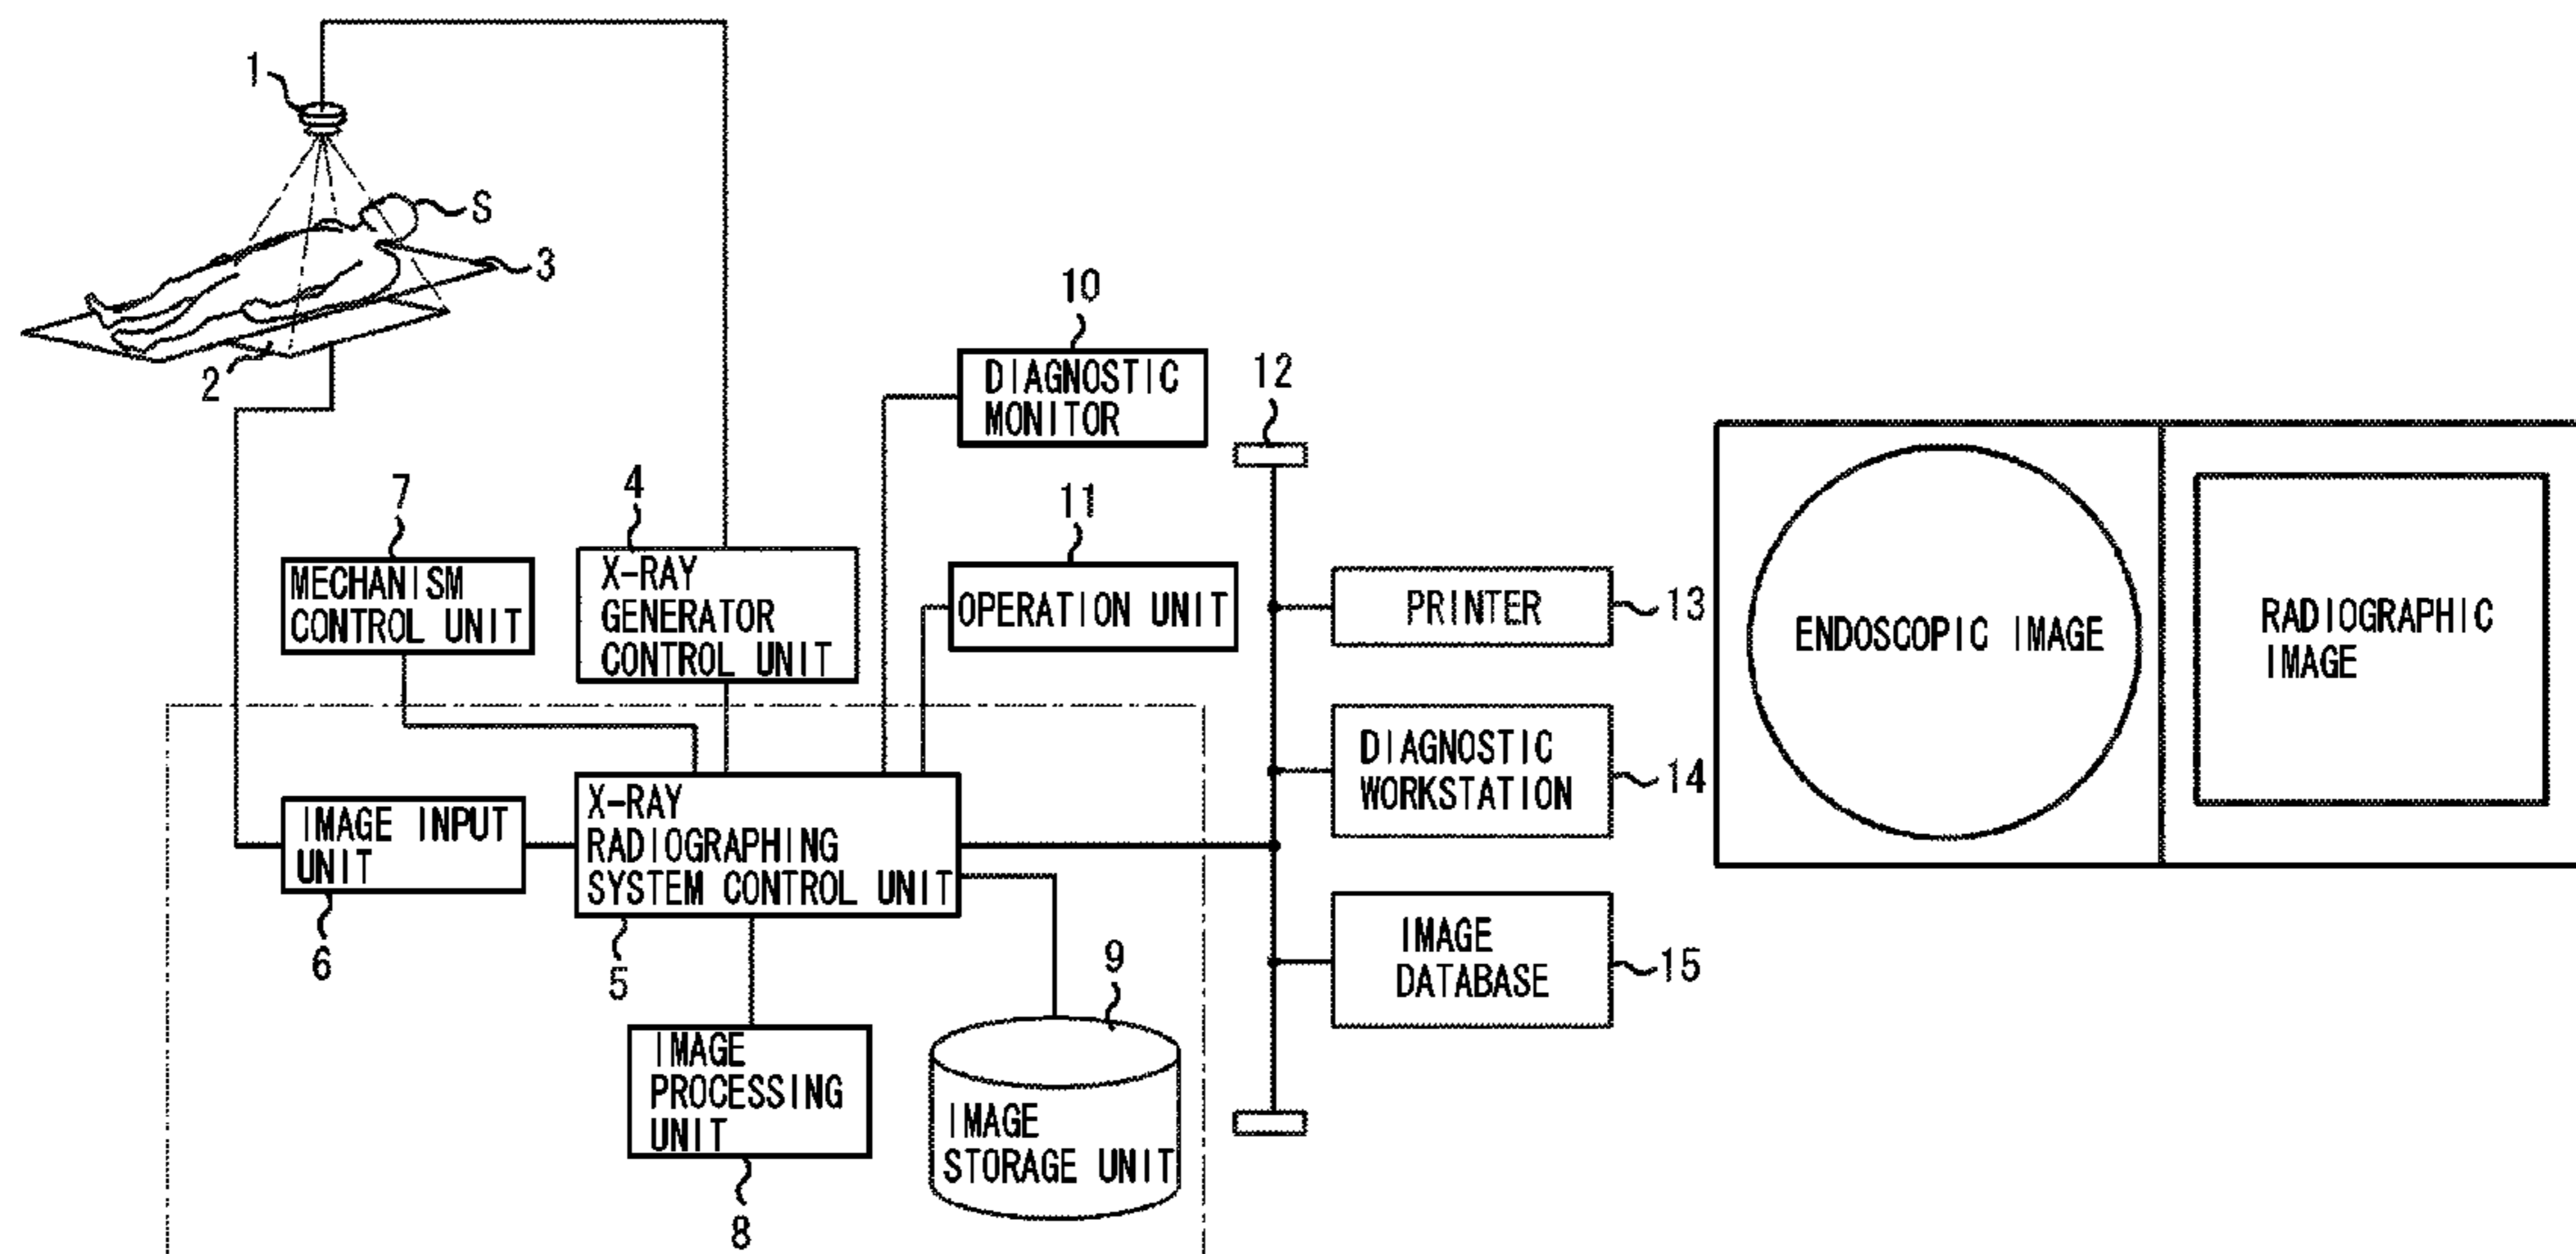 1
S
3
2
10
DIAGNOSTIC
MONITOR
12
7
MECHANISM
CONTROL UNIT
4
X-RAY
GENERATOR
CONTROL UNIT
11
OPERATION UNIT
PRINTER
13
DIAGNOSTIC
WORKSTATION
14
IMAGE INPUT
UNIT
6
X-RAY
RADIOGRAPHING
SYSTEM CONTROL UNIT
5
IMAGE
DATABASE
15
9
IMAGE
STORAGE UNIT
IMAGE
PROCESSING
UNIT
8
ENDOSCOPIC IMAGE
RADIOGRAPHIC
IMAGE